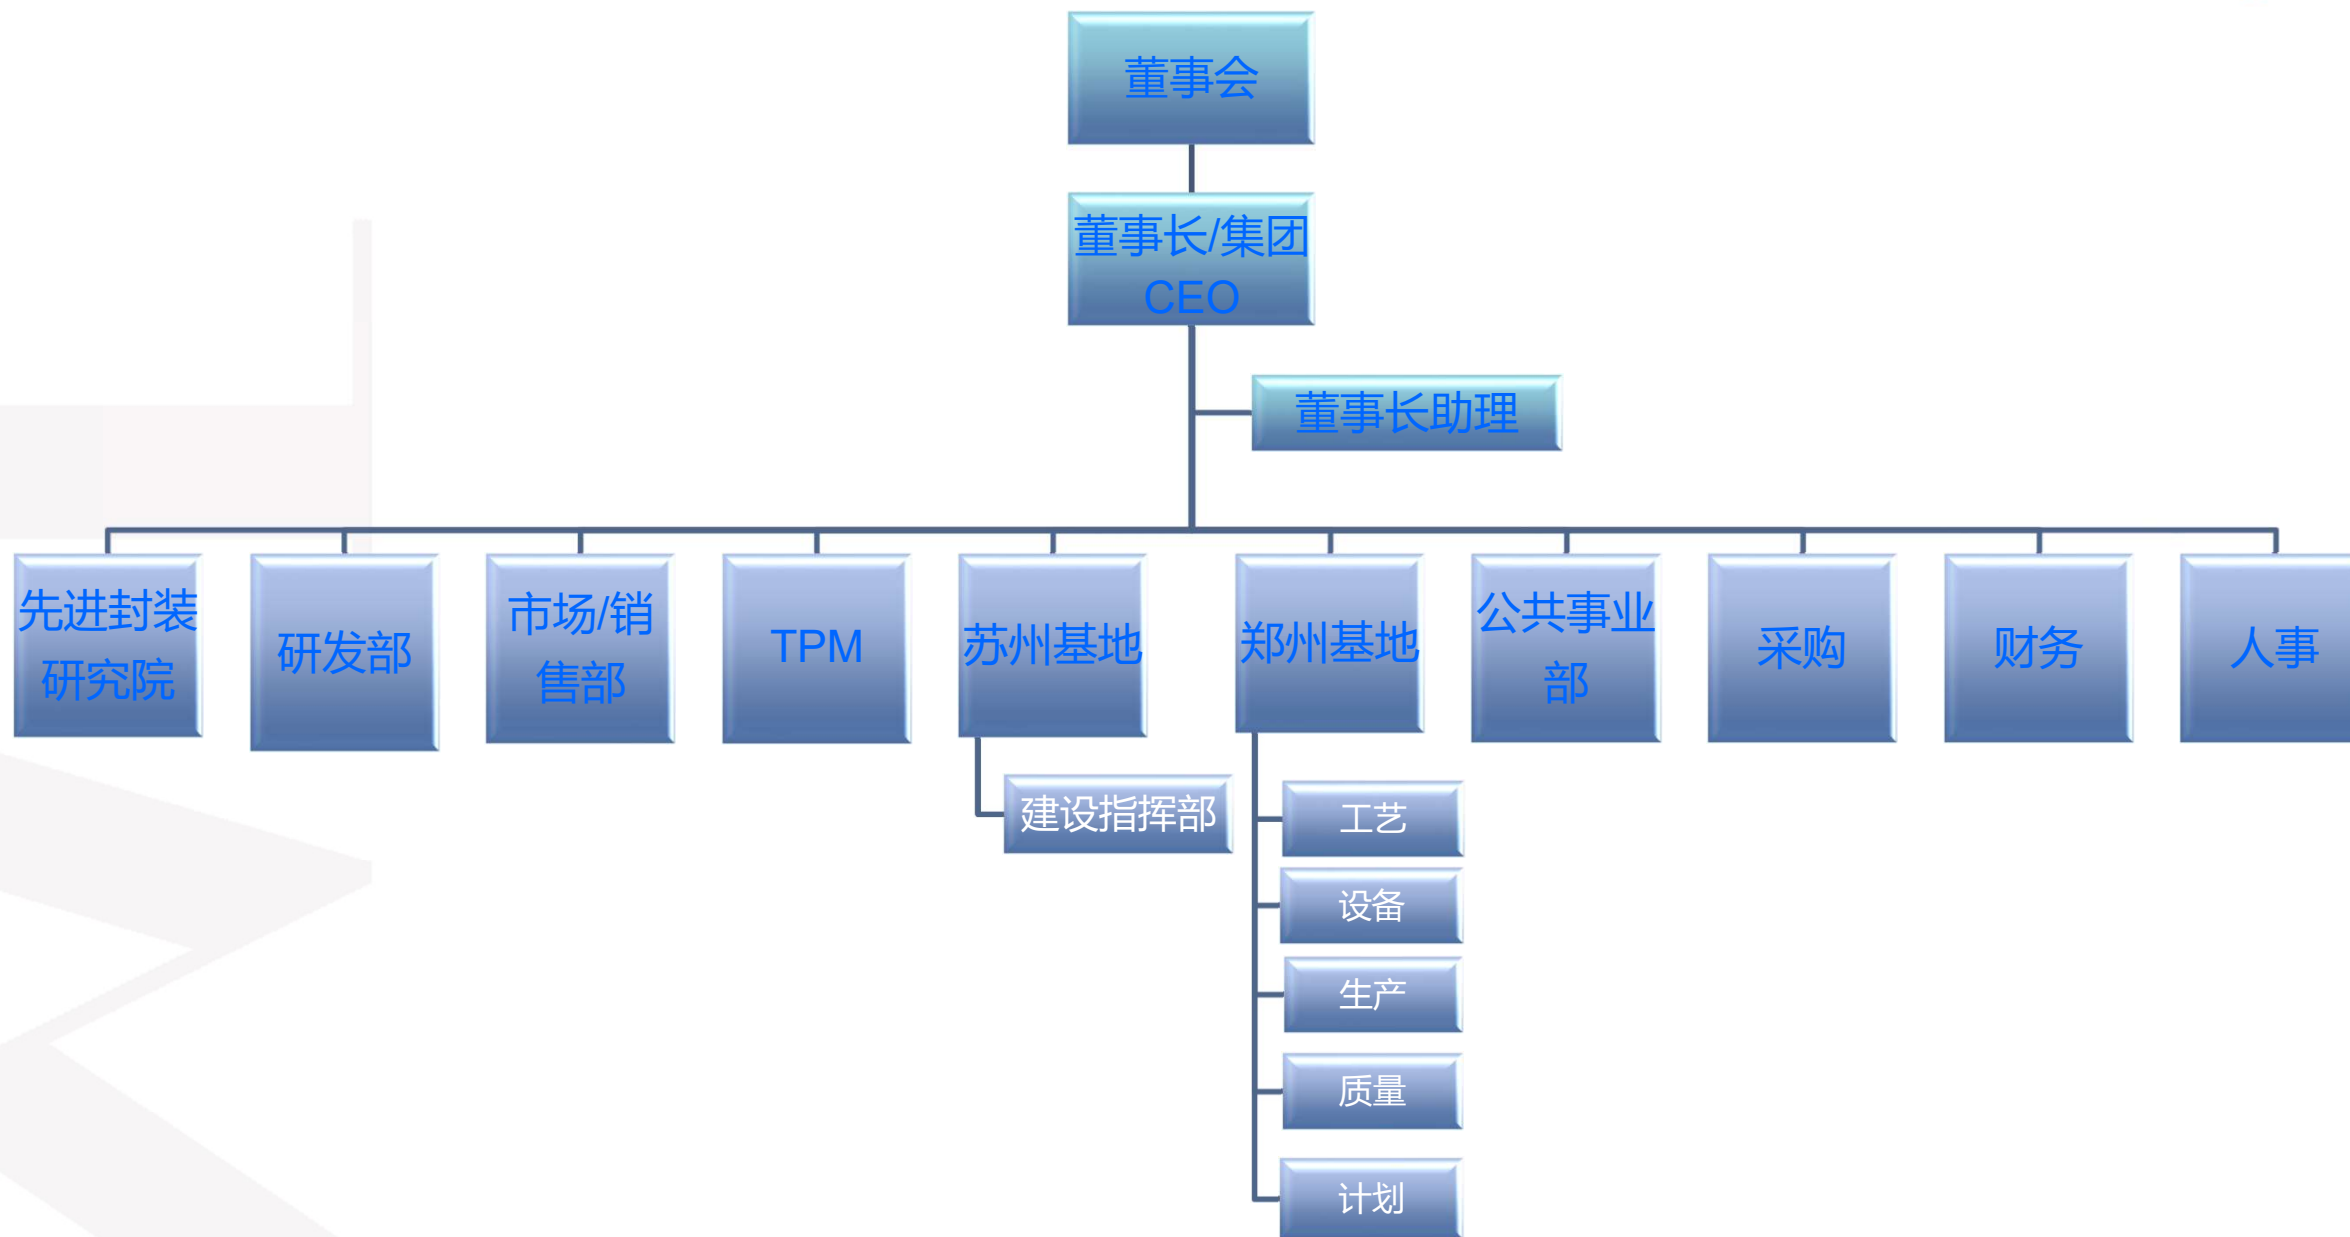 董事会
董事长/集团
CEO
董事长助理
先进封装
研究院
研发部
市场/销
售部
TPM
苏州基地
郑州基地
公共事业
部
采购
财务
人事
建设指挥部
工艺
设备
生产
质量
计划